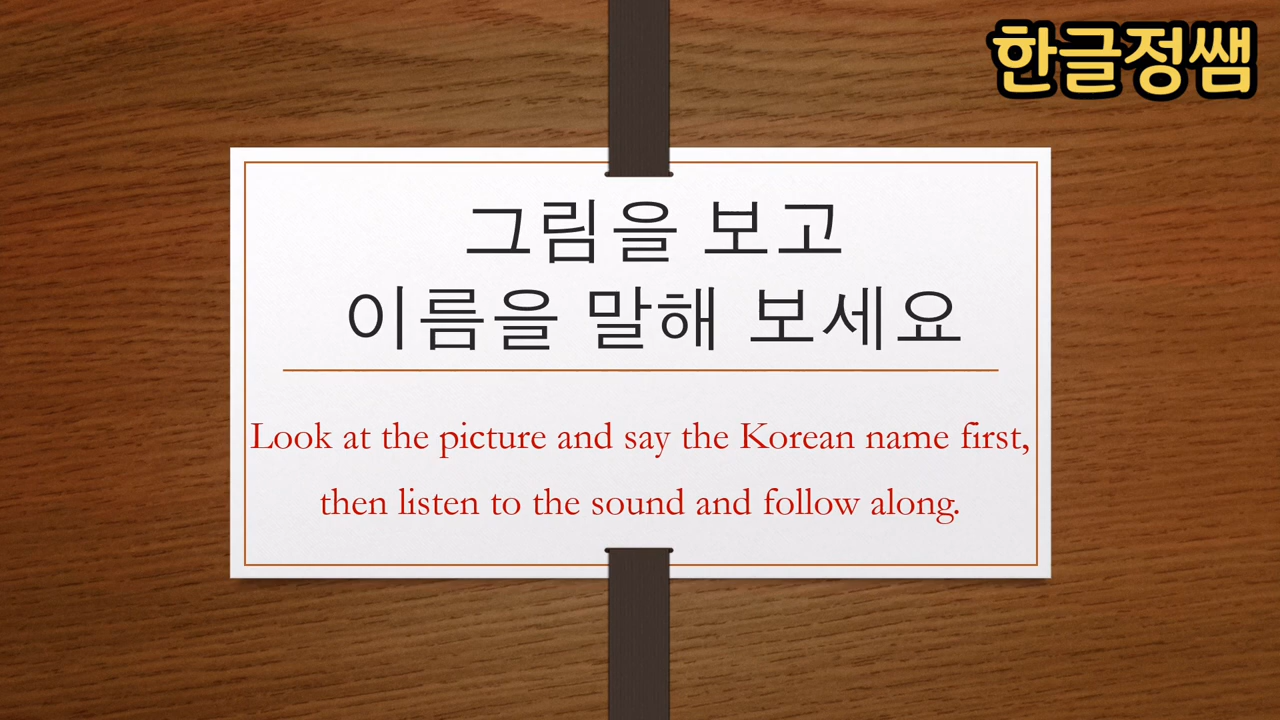 한글정쌤
그림을 보고
이름을 말해 보세요
Look at the picture and say the Korean name first,
then listen to the sound and follow along.